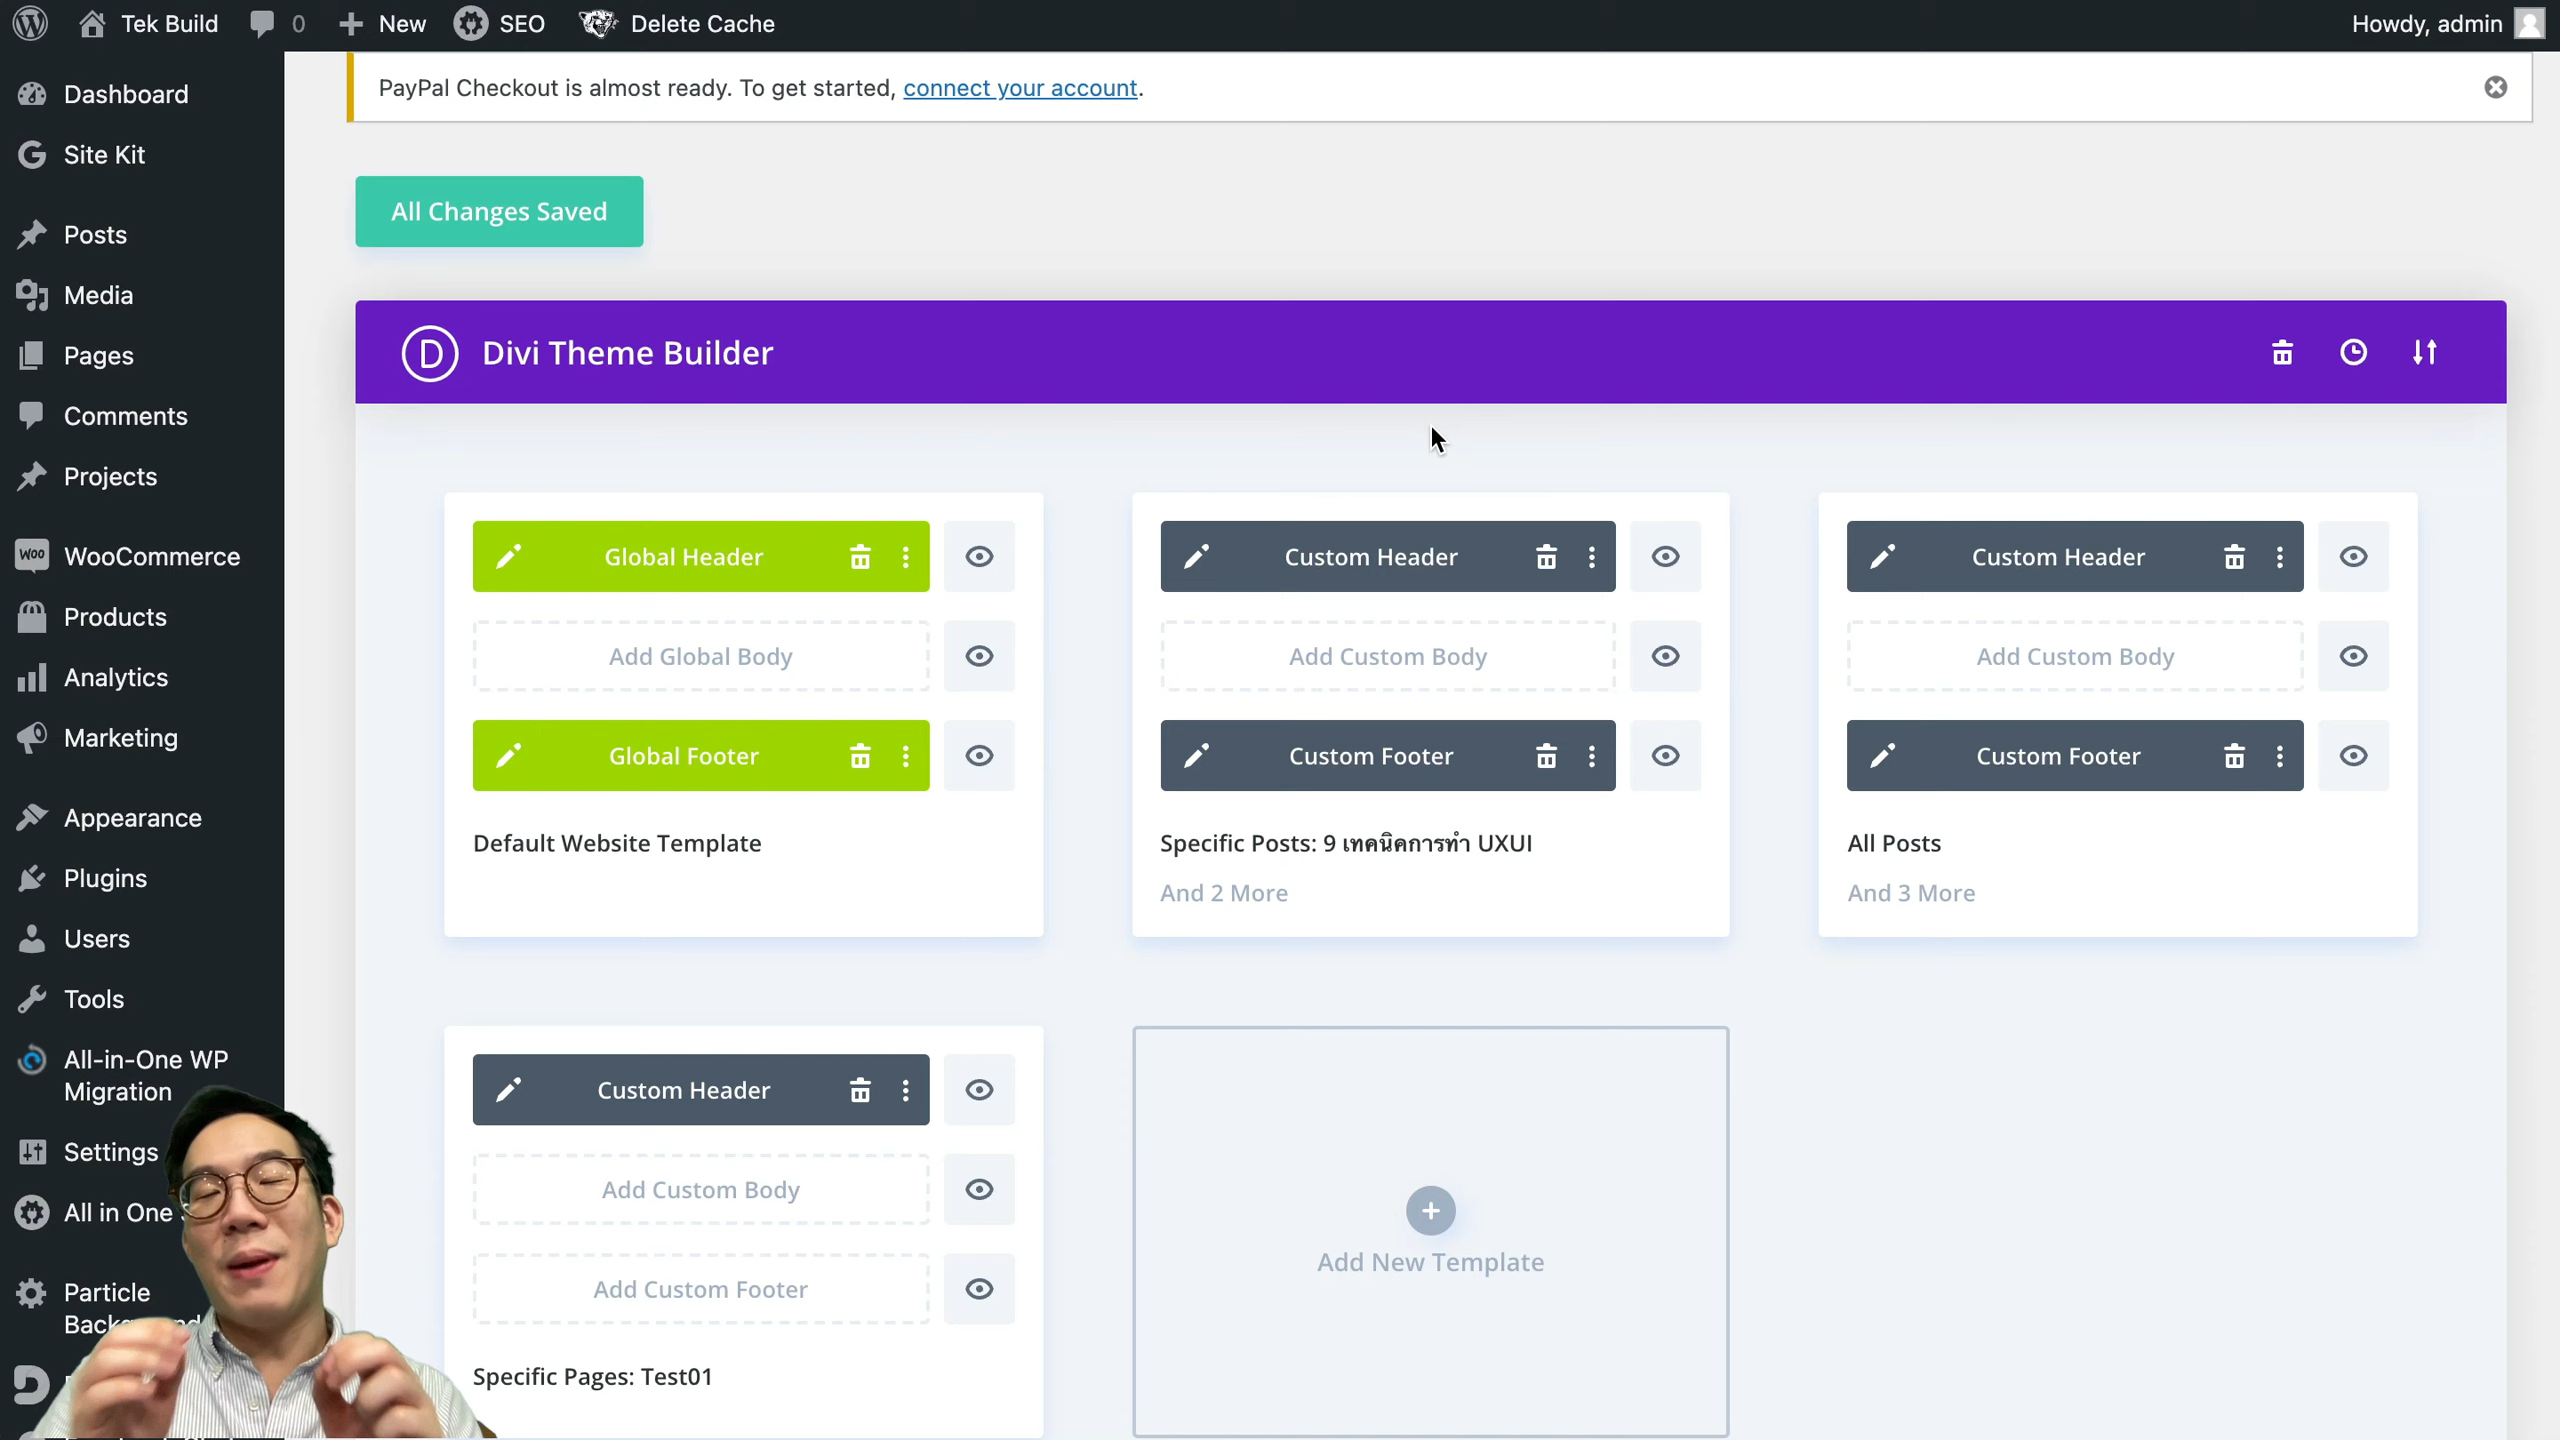 Tek Build
0
New
SEO
Delete Cache
Howdy, admin
Dashboard
Site Kit
Posts
Media
Pages
Comments
Projects
WooCommerce
Products
Analytics
Marketing
Appearance
Plugins
Users
Tools
All-in-One WP
Migration
Settings
All in One
Particle
PayPal Checkout is almost ready. To get started, connect your account.
All Changes Saved
D
Divi Theme Builder
Global Header
Add Global Body
Global Footer
Default Website Template
Custom Header
Add Custom Body
Custom Footer
Specific Posts: 9 เทคนิคการทำ UXUI
And 2 More
Custom Header
Add Custom Body
Custom Footer
All Posts
And 3 More
Custom Header
Add Custom Body
Add Custom Footer
Specific Pages: Test01
Add New Template